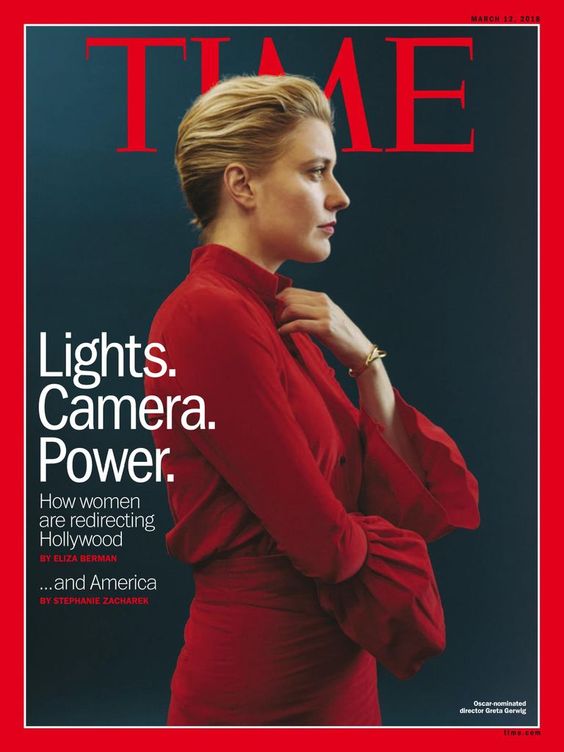 MARCH 12, 2018
TIME
Lights.
Camera.
Power.
How women
are redirecting
Hollywood
BY ELIZA BERMAN
...and America
BY STEPHANIE ZACHAREK
Oscar-nominated
director Greta Gerwig
time.com